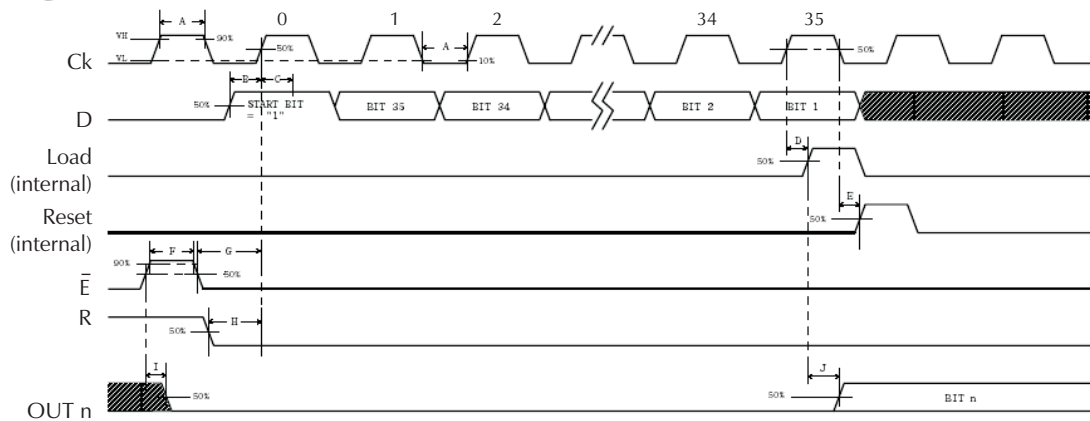 0 1 2 34 35
A
VH 90%
50% A 50%
VL 10%
Ck
B C
50% START BIT BIT 35 BIT 34 BIT 2 BIT 1
= "1"
D
Load
(internal)
D
50%
Reset
(internal)
E
50%
F G
90%
50%
Ē
R
H
50%
I J
50% 50%
OUT n BIT n